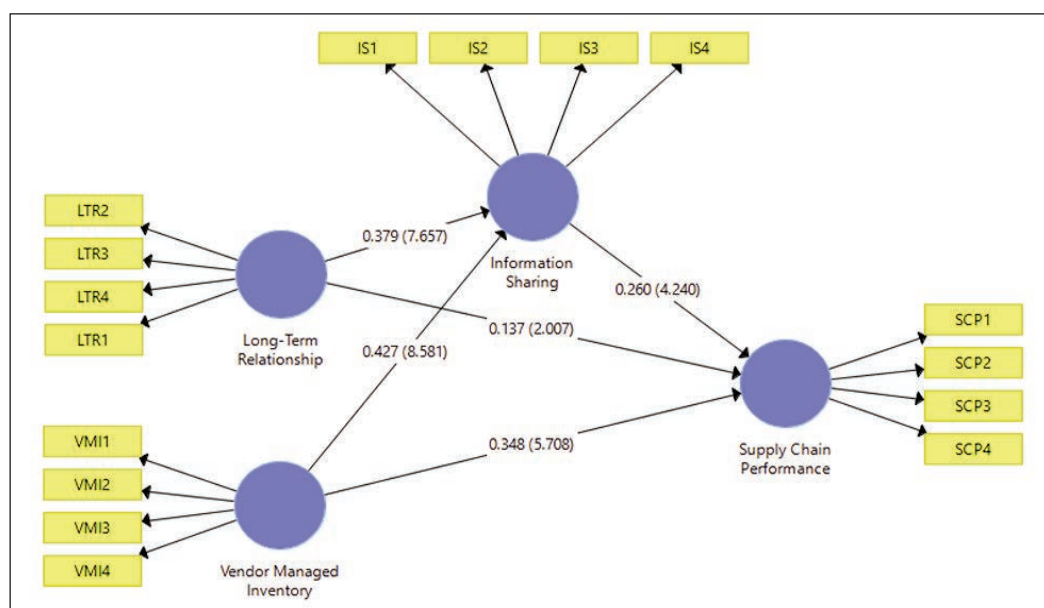 IS1
IS2
IS3
IS4
LTR2
LTR3
LTR4
LTR1
0.379 (7.657)
Information
Sharing
0.260 (4.240)
0.137 (2.007)
Long-Term
Relationship
0.427 (8.581)
SCP1
SCP2
SCP3
SCP4
Supply Chain
Performance
0.348 (5.708)
VMI1
VMI2
VMI3
VMI4
Vendor Managed
Inventory